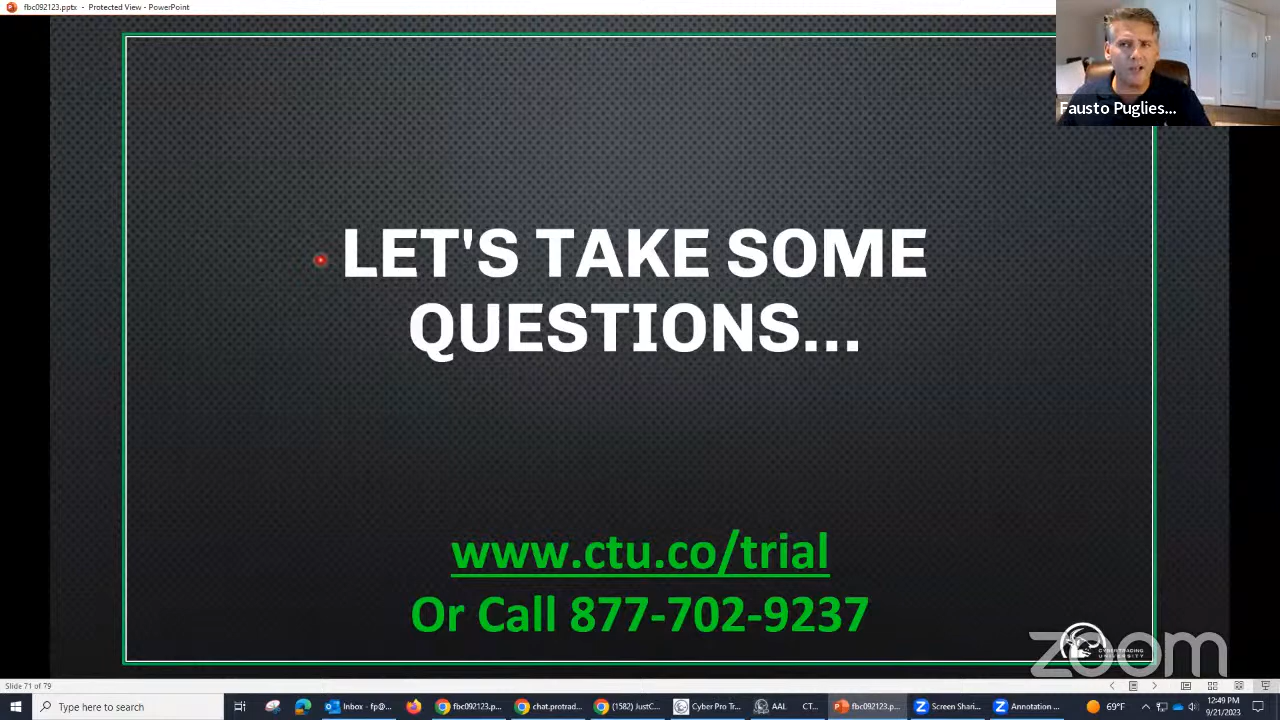 fbc092123.pptx - Protected View - PowerPoint
Fausto Puglies...
LET'S TAKE SOME
QUESTIONS...
www.ctu.co/trial
Or Call 877-702-9237
CYBERTRADING
UNIVERSITY
zoom
Slide 71 of 79
Type here to search
Inbox - fp@...
fbc092123.p...
chat.protrad...
(1582) JustC...
Cyber Pro Tr...
AAL
CT...
fbc092123.p...
Screen Shari...
Annotation ...
69°F
12:49 PM
9/21/2023